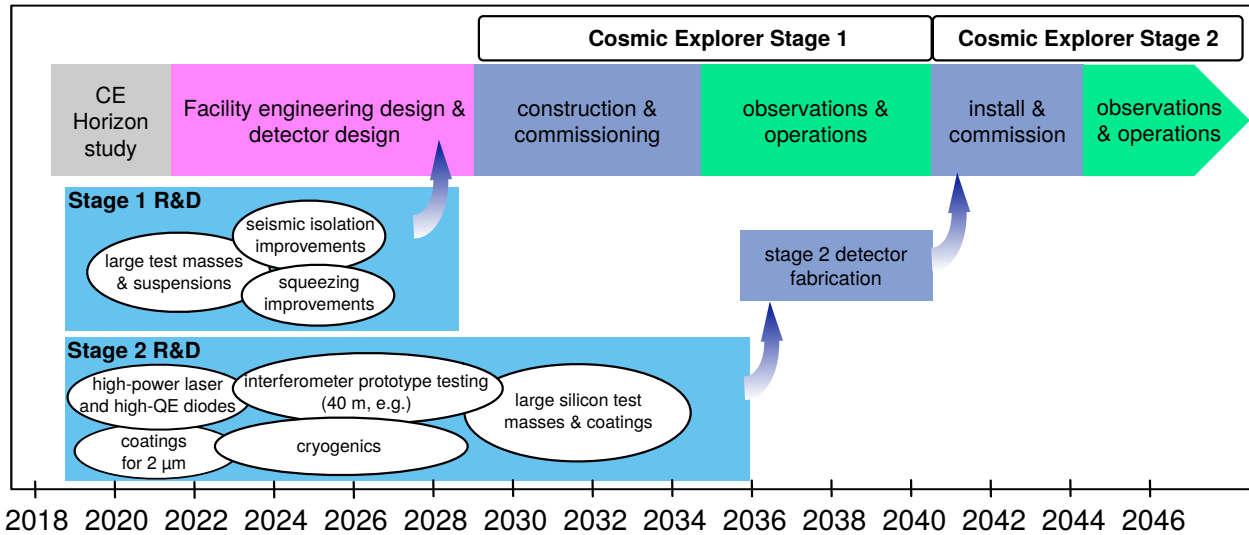 Cosmic Explorer Stage 1
Cosmic Explorer Stage 2
CE
Horizon
study
Facility engineering design &
detector design
construction &
commissioning
observations &
operations
install &
commission
observations
& operations
Stage 1 R&D
seismic isolation
improvements
large test masses
& suspensions
squeezing
improvements
stage 2 detector
fabrication
Stage 2 R&D
high-power laser
and high-QE diodes
interferometer prototype testing
(40 m, e.g.)
large silicon test
masses & coatings
coatings
for 2 µm
cryogenics
2018 2020 2022 2024 2026 2028 2030 2032 2034 2036 2038 2040 2042 2044 2046